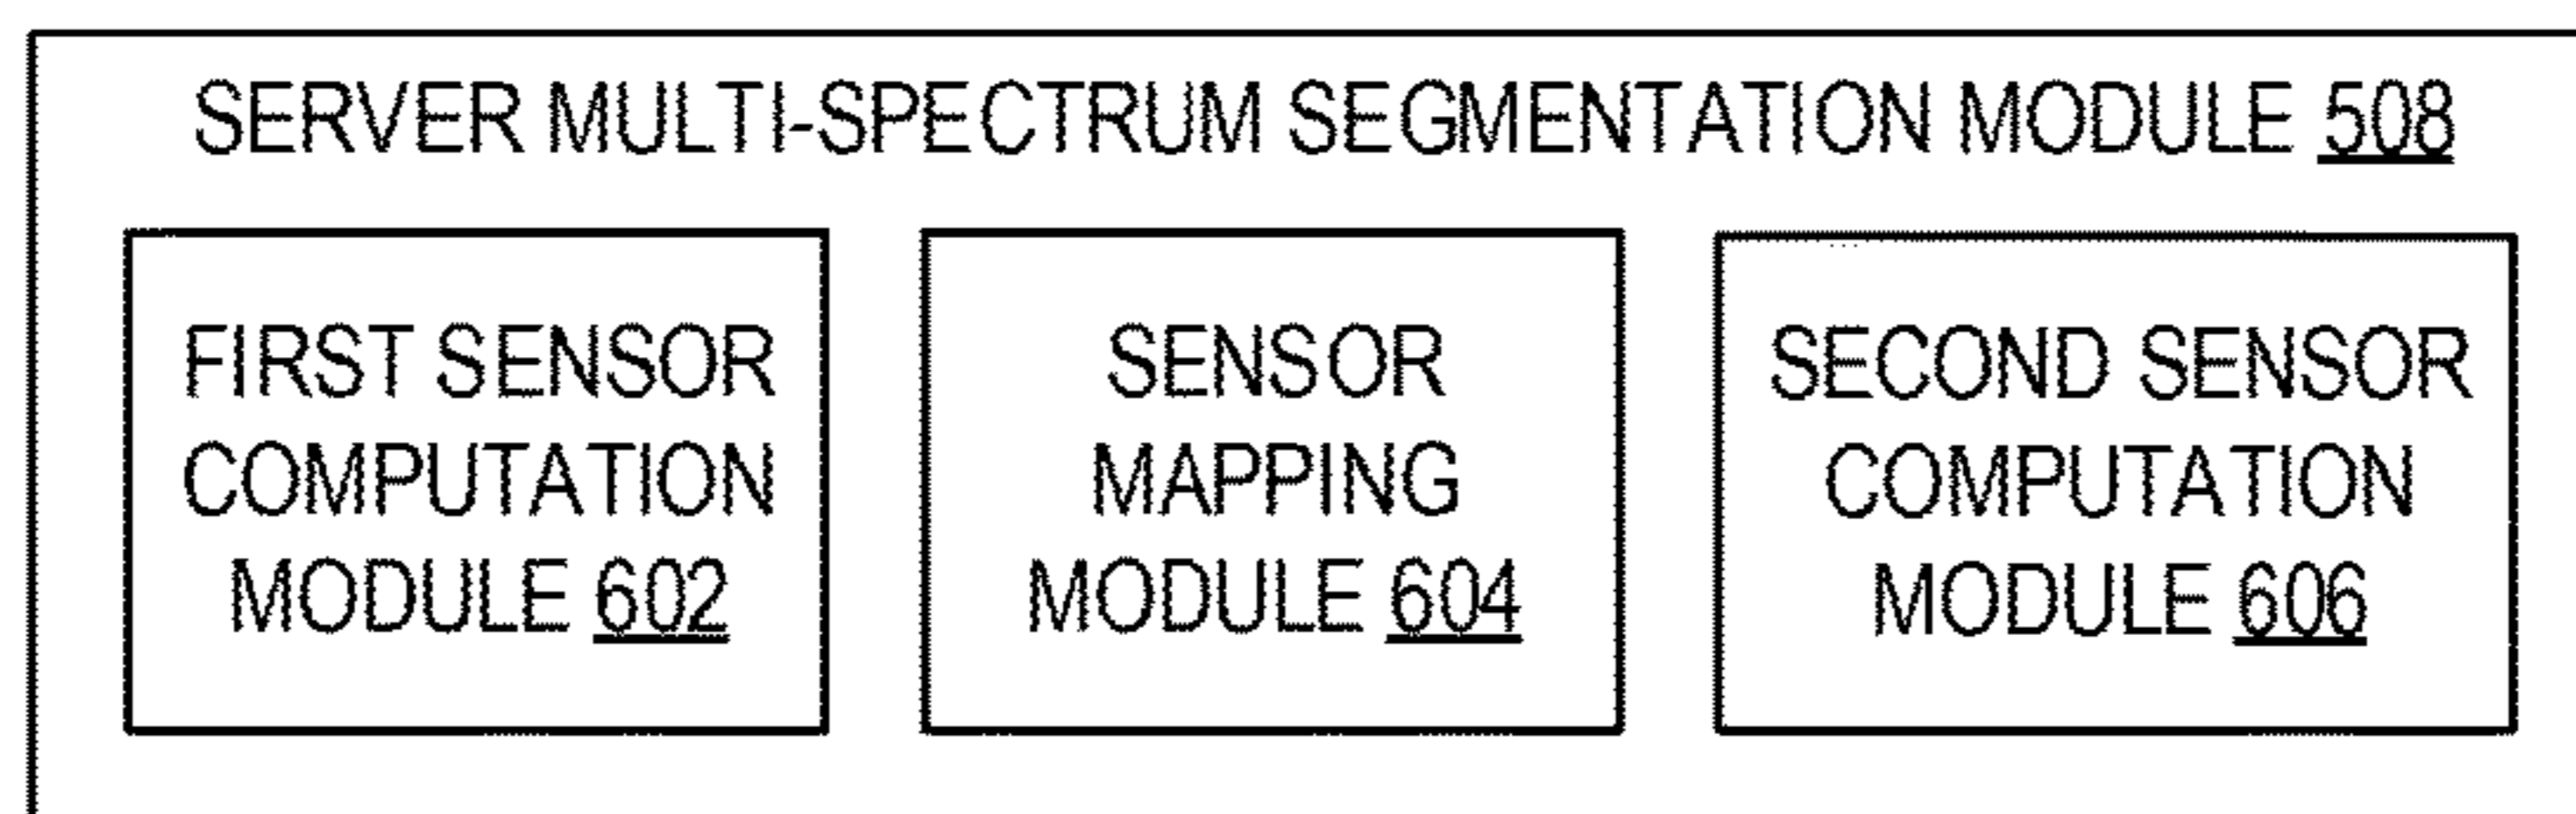 SERVER MULTI-SPECTRUM SEGMENTATION MODULE 508
FIRST SENSOR
COMPUTATION
MODULE 602
SENSOR
MAPPING
MODULE 604
SECOND SENSOR
COMPUTATION
MODULE 606